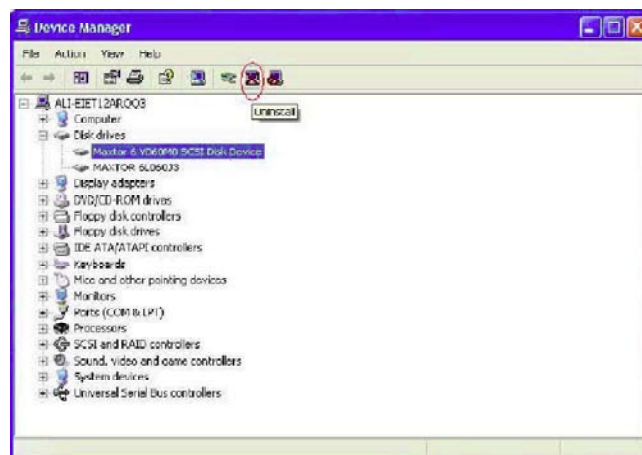 Device Manager
File Action View Help
Uninstall
ALI-EIET12AROO3
Computer
Disk drives
Maxtor 6 Y060M0 SCSI Disk Device
MAXTOR 6L060J3
Display adapters
DVD/CD-ROM drives
Floppy disk controllers
Floppy disk drives
IDE ATA/ATAPI controllers
Keyboards
Mice and other pointing devices
Monitors
Ports (COM & LPT)
Processors
SCSI and RAID controllers
Sound, video and game controllers
System devices
Universal Serial Bus controllers